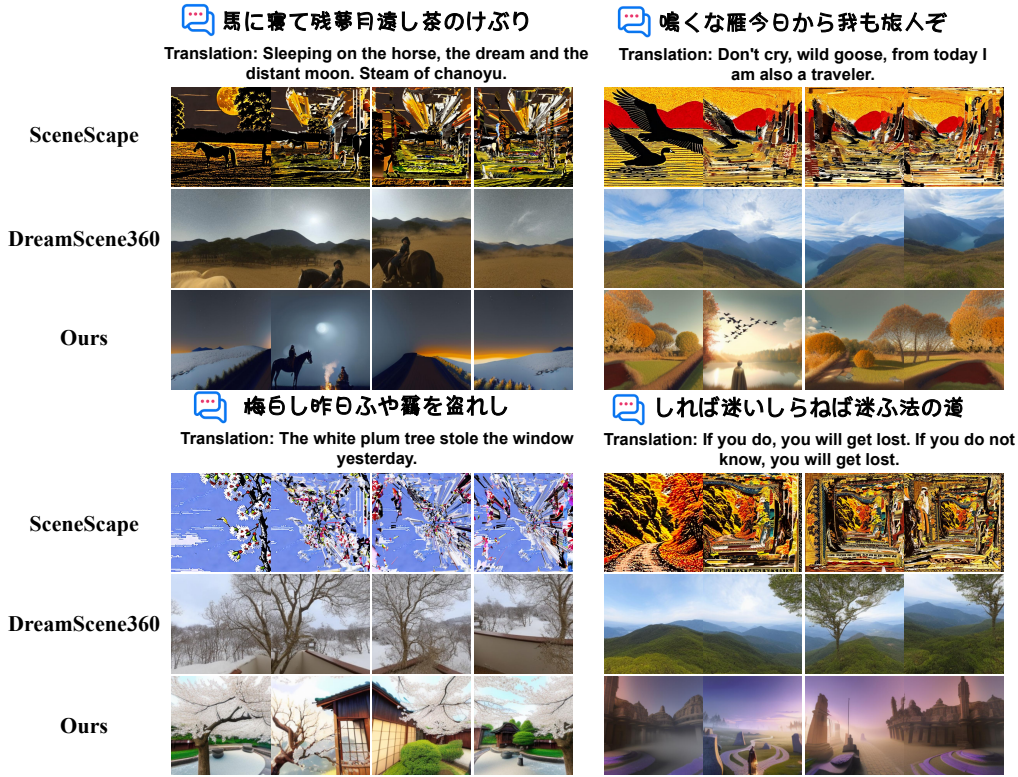 馬に寝て残夢月遠し茶のけぶり
Translation: Sleeping on the horse, the dream and the
distant moon. Steam of chanoyu.
鳴くな雁今日から我も旅人ぞ
Translation: Don't cry, wild goose, from today I
am also a traveler.
SceneScape
DreamScene360
Ours
梅白し昨日ふや靏を盗れし
Translation: The white plum tree stole the window
yesterday.
しれば迷いしらねば迷ふ法の道
Translation: If you do, you will get lost. If you do not
know, you will get lost.
SceneScape
DreamScene360
Ours